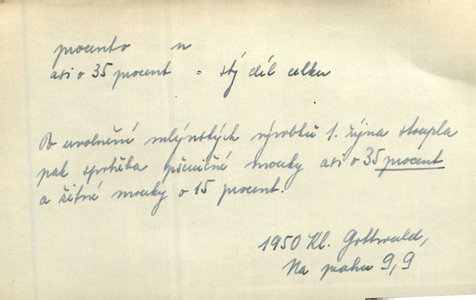 procento n
asi o 35 procent = stý díl celku
Po uvolnění mlýnských výrobků 1. října stoupla
pak spotřeba pšeničné mouky asi o 35 procent
a žitné mouky o 15 procent.
1950 Kl. Gottwald,
Na prahu 9, 9